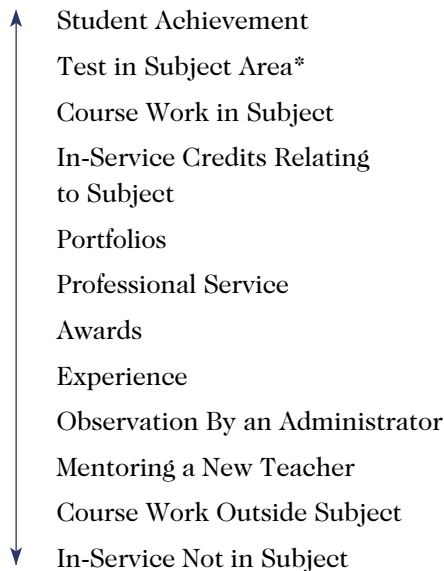 Student Achievement
Test in Subject Area*
Course Work in Subject
In-Service Credits Relating
to Subject
Portfolios
Professional Service
Awards
Experience
Observation By an Administrator
Mentoring a New Teacher
Course Work Outside Subject
In-Service Not in Subject